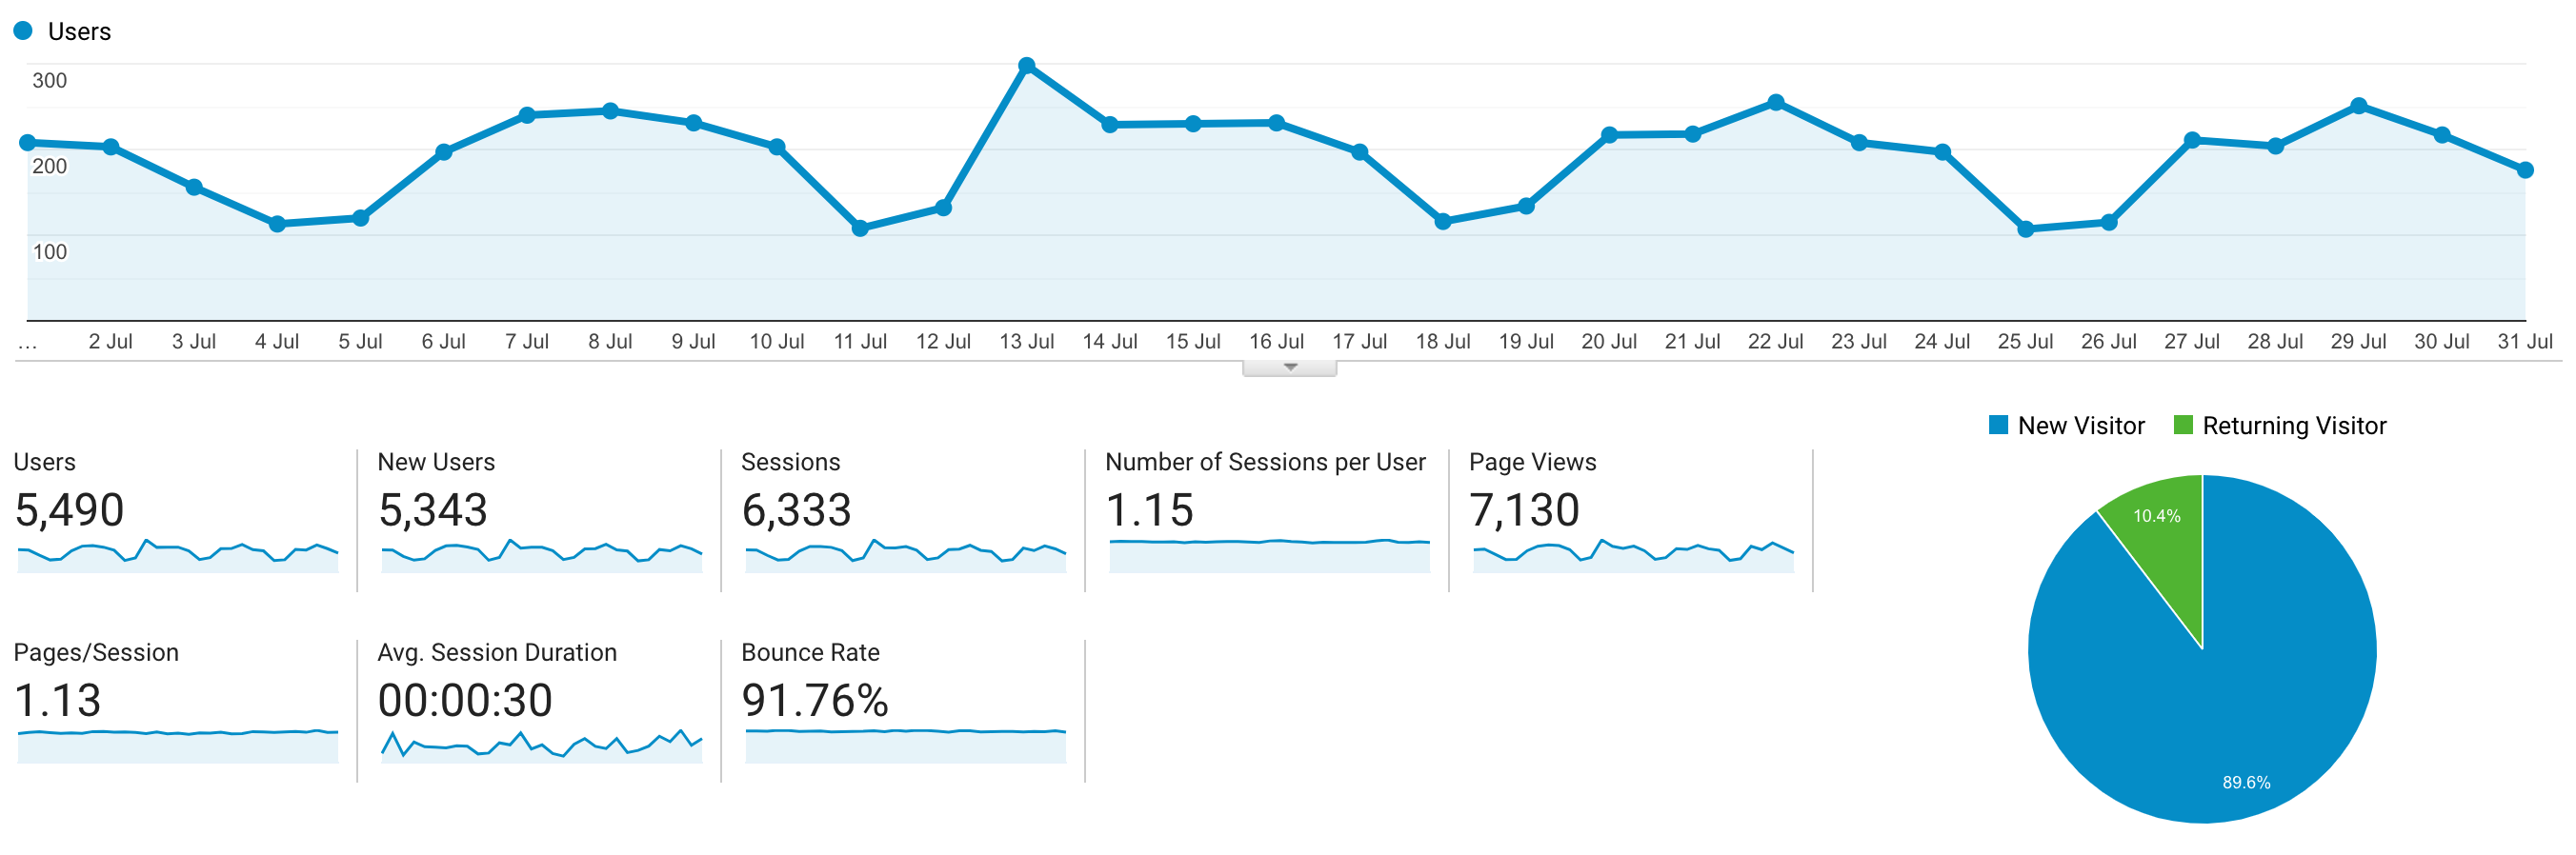 Users
300
200
100
... 2 Jul 3 Jul 4 Jul 5 Jul 6 Jul 7 Jul 8 Jul 9 Jul 10 Jul 11 Jul 12 Jul 13 Jul 14 Jul 15 Jul 16 Jul 17 Jul 18 Jul 19 Jul 20 Jul 21 Jul 22 Jul 23 Jul 24 Jul 25 Jul 26 Jul 27 Jul 28 Jul 29 Jul 30 Jul 31 Jul
New Visitor Returning Visitor
Users New Users Sessions Number of Sessions per User Page Views
5,490 5,343 6,333 1.15 7,130
10.4%
Pages/Session Avg. Session Duration Bounce Rate
1.13 00:00:30 91.76%
89.6%